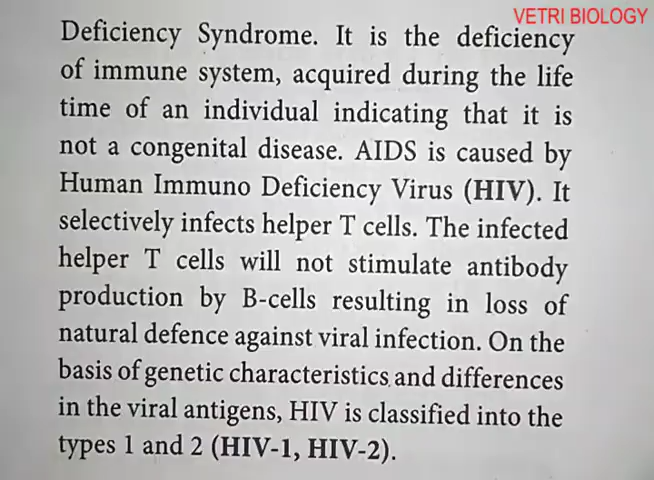 VETRI BIOLOGY
Deficiency Syndrome. It is the deficiency
of immune system, acquired during the life
time of an individual indicating that it is
not a congenital disease. AIDS is caused by
Human Immuno Deficiency Virus (HIV). It
selectively infects helper T cells. The infected
helper T cells will not stimulate antibody
production by B-cells resulting in loss of
natural defence against viral infection. On the
basis of genetic characteristics and differences
in the viral antigens, HIV is classified into the
types 1 and 2 (HIV-1, HIV-2).